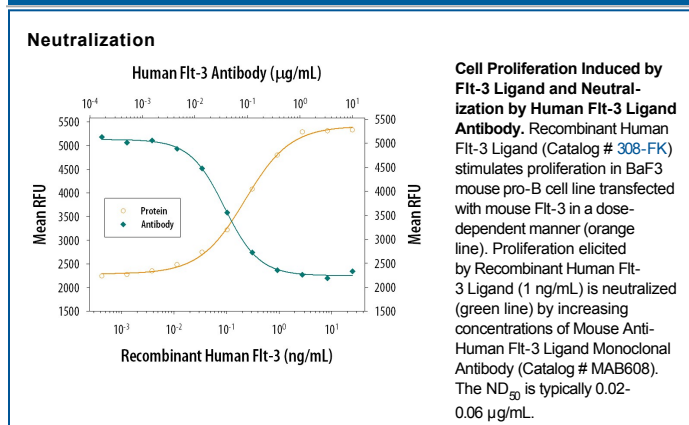 Neutralization
Human Flt-3 Antibody (µg/mL)
10-4 10-3 10-2 10-1 100 101
5500 5500
5000 5000
4500 4500
4000 4000
3500 3500
3000 3000
2500 2500
2000 2000
1500 1500
Mean RFU
Mean RFU
Protein
Antibody
10-3 10-2 10-1 100 101
Recombinant Human Flt-3 (ng/mL)
Cell Proliferation Induced by
Flt-3 Ligand and Neutral-
ization by Human Flt-3 Ligand
Antibody. Recombinant Human
Flt-3 Ligand (Catalog # 308-FK)
stimulates proliferation in BaF3
mouse pro-B cell line transfected
with mouse Flt-3 in a dose-
dependent manner (orange
line). Proliferation elicited
by Recombinant Human Flt-
3 Ligand (1 ng/mL) is neutralized
(green line) by increasing
concentrations of Mouse Anti-
Human Flt-3 Ligand Monoclonal
Antibody (Catalog # MAB608).
The ND50 is typically 0.02-
0.06 µg/mL.